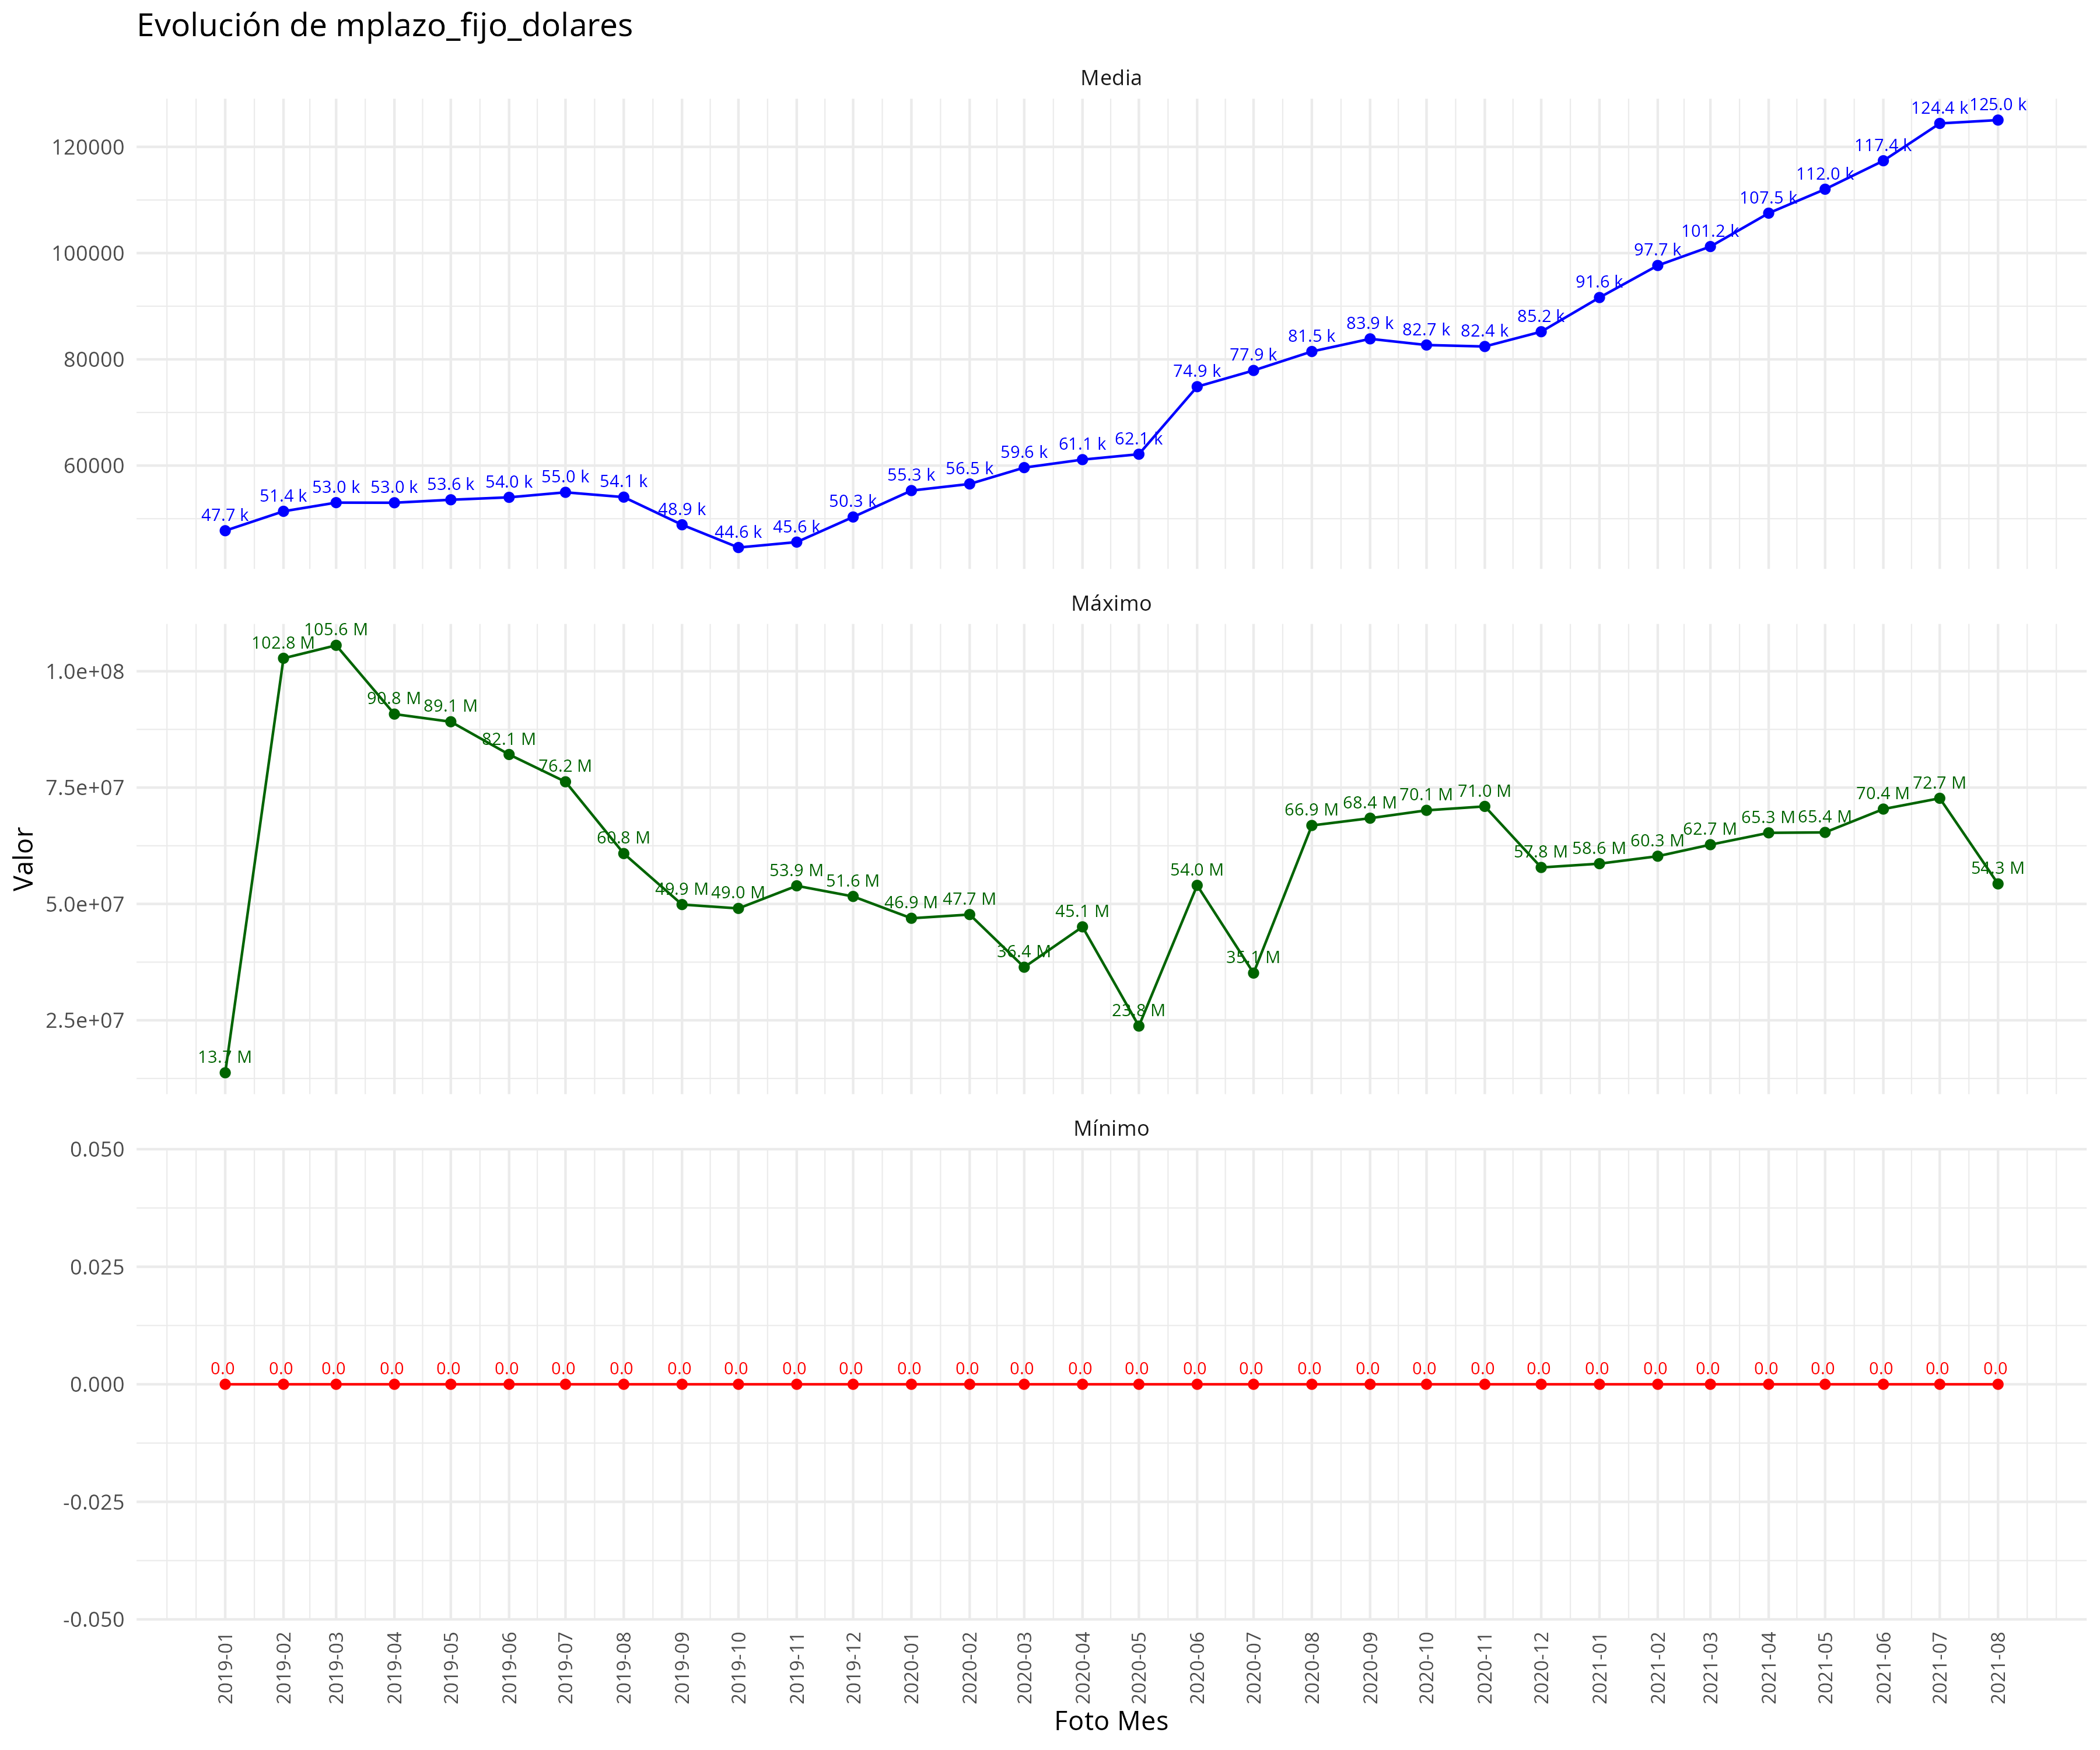 Evolución de mplazo_fijo_dolares
Media
120000
100000
80000
60000
47.7 k 51.4 k 53.0 k 53.0 k 53.6 k 54.0 k 55.0 k 54.1 k 48.9 k 44.6 k 45.6 k 50.3 k 55.3 k 56.5 k 59.6 k 61.1 k 62.1 k 74.9 k 77.9 k 81.5 k 83.9 k 82.7 k 82.4 k 85.2 k 91.6 k 97.7 k 101.2 k 107.5 k 112.0 k 117.4 k 124.4 k 125.0 k
Máximo
1.0e+08
7.5e+07
5.0e+07
2.5e+07
13.7 M 102.8 M 105.6 M 90.8 M 89.1 M 82.1 M 76.2 M 60.8 M 49.9 M 49.0 M 53.9 M 51.6 M 46.9 M 47.7 M 36.4 M 45.1 M 23.8 M 54.0 M 35.1 M 66.9 M 68.4 M 70.1 M 71.0 M 57.8 M 58.6 M 60.3 M 62.7 M 65.3 M 65.4 M 70.4 M 72.7 M 54.3 M
Valor
Mínimo
0.050
0.025
0.000
-0.025
-0.050
0.0 0.0 0.0 0.0 0.0 0.0 0.0 0.0 0.0 0.0 0.0 0.0 0.0 0.0 0.0 0.0 0.0 0.0 0.0 0.0 0.0 0.0 0.0 0.0 0.0 0.0 0.0 0.0 0.0 0.0 0.0 0.0
2019-01 2019-02 2019-03 2019-04 2019-05 2019-06 2019-07 2019-08 2019-09 2019-10 2019-11 2019-12 2020-01 2020-02 2020-03 2020-04 2020-05 2020-06 2020-07 2020-08 2020-09 2020-10 2020-11 2020-12 2021-01 2021-02 2021-03 2021-04 2021-05 2021-06 2021-07 2021-08
Foto Mes